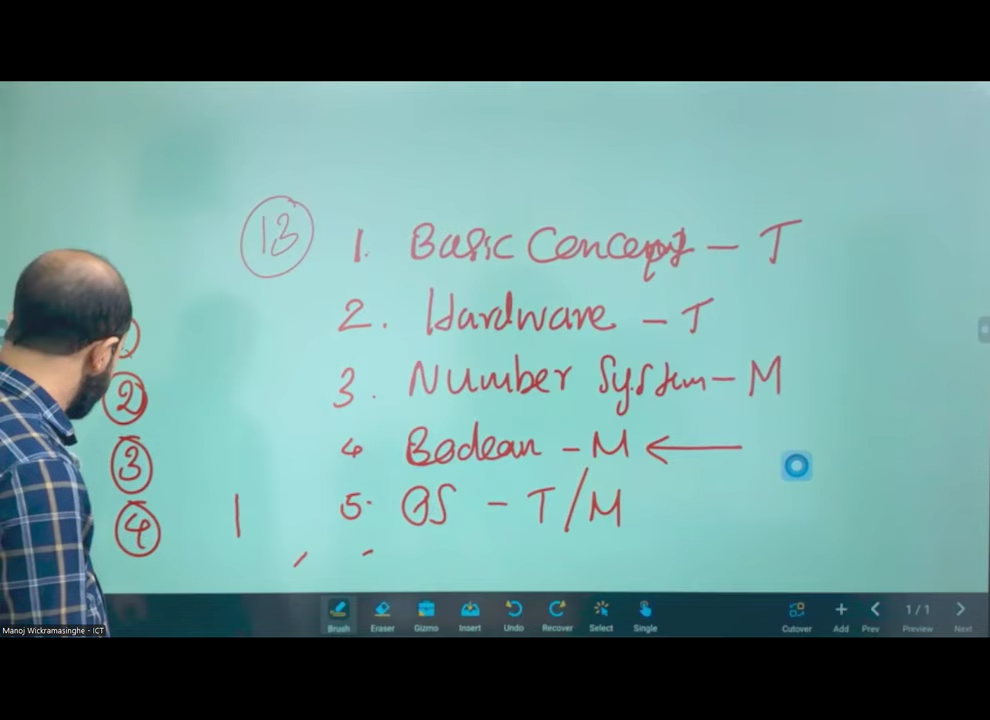 13
1. Basic Concept - T
2. Hardware - T
3. Number System - M
2
4 Boolean - M ←
3
5. OS - T/M
4 1
Manoj Wickramasinghe - ICT
Brush Eraser Gizmo Insert Undo Recover Select Single Cutover Add Prev 1/1 Preview Next